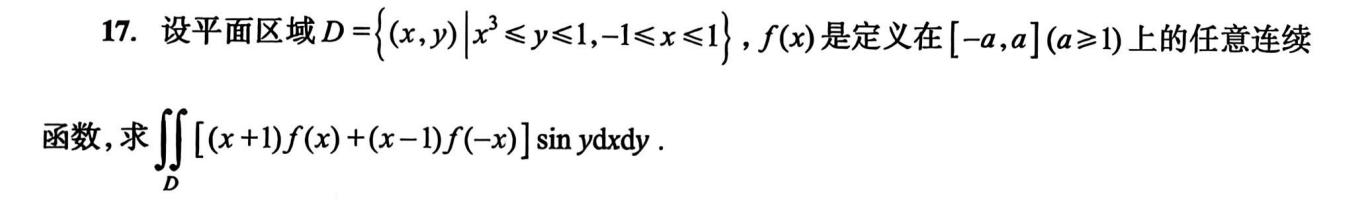 17. 设平面区域 D={(x,y)|x³≤y≤1,-1≤x≤1},f(x)是定义在[-a,a](a≥1)上的任意连续
函数,求∬_D [(x+1)f(x)+(x-1)f(-x)] sin ydxdy .